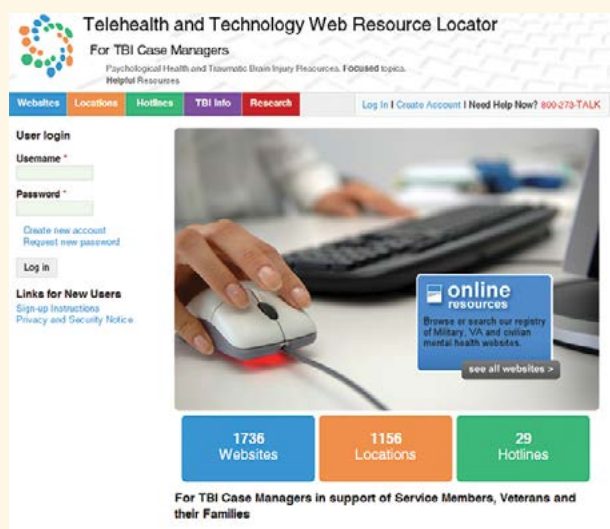 Telehealth and Technology Web Resource Locator
For TBI Case Managers
Psychological Health and Traumatic Brain Injury Resources. Focused topics.
Helpful Resources
Websites Locations Hotlines TBI Info Research Log In | Create Account | Need Help Now? 800-273-TALK
User login
Username *
Password *
Create new account
Request new password
Log in
Links for New Users
Sign-up Instructions
Privacy and Security Notice
online
resources
Browse or search our registry
of Military, VA and civilian
mental health websites.
see all websites >
1736
Websites
1156
Locations
29
Hotlines
For TBI Case Managers in support of Service Members, Veterans and
their Families